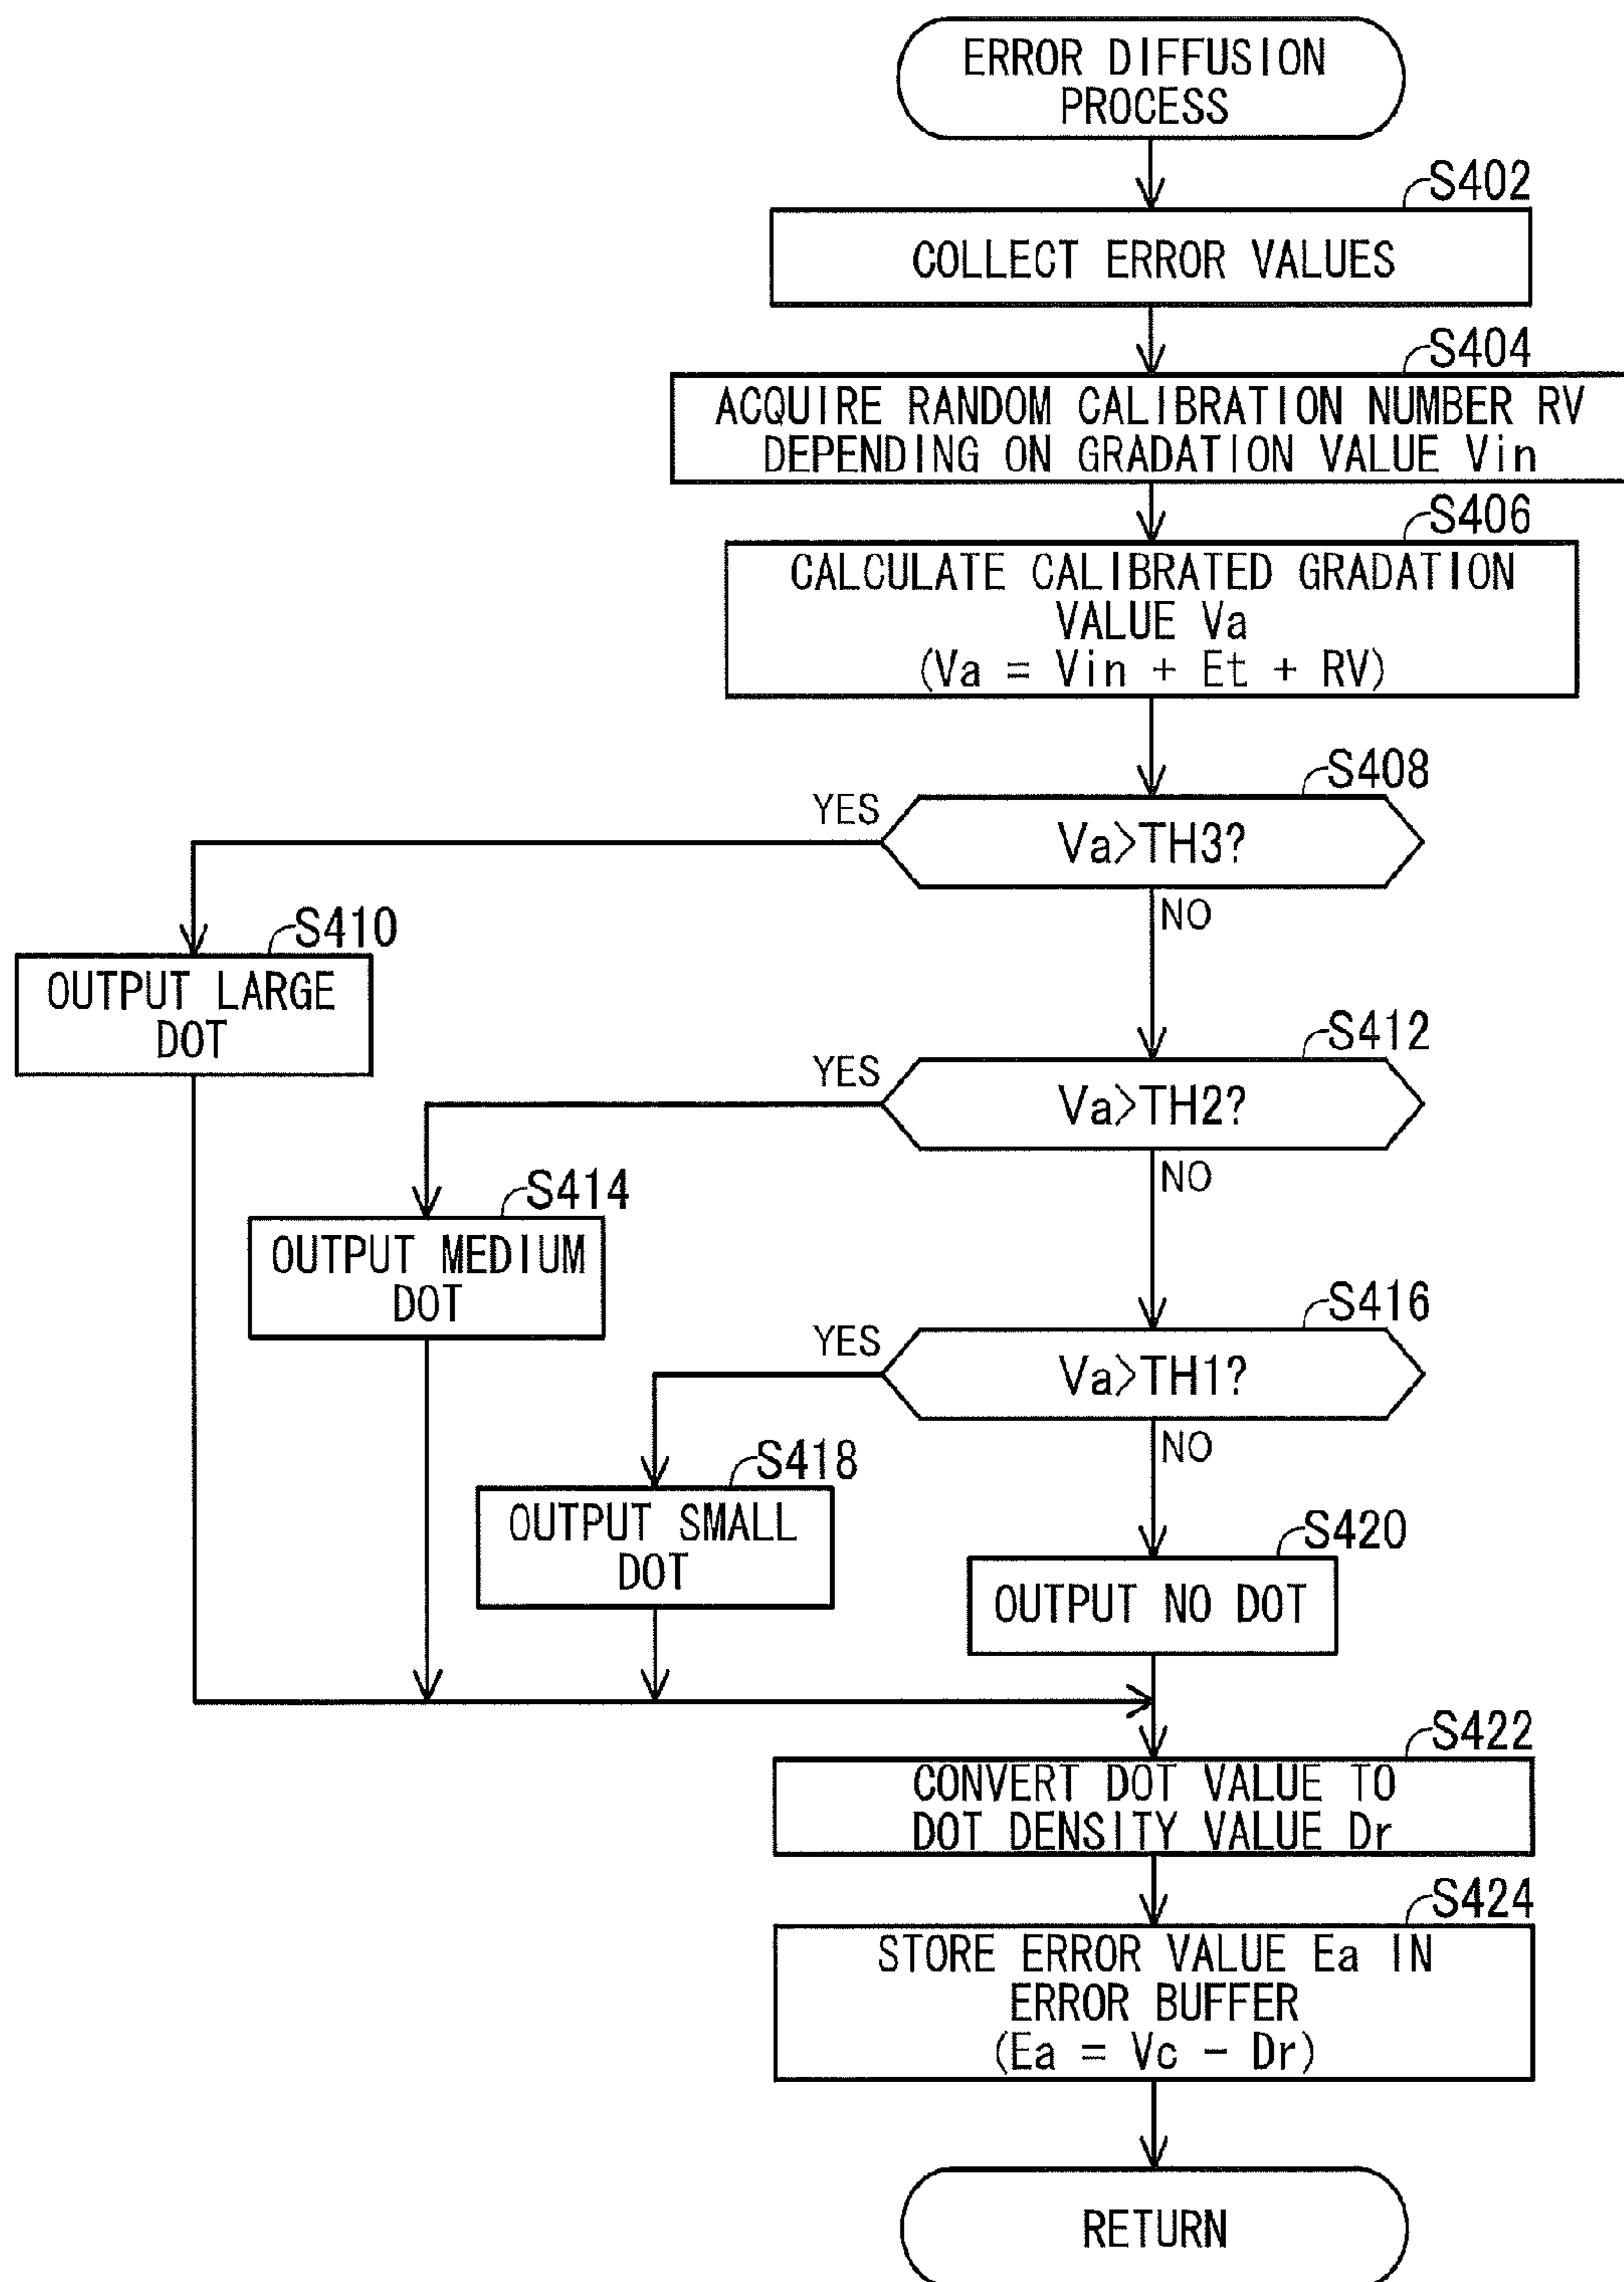 ERROR DIFFUSION
PROCESS
S402
COLLECT ERROR VALUES
S404
ACQUIRE RANDOM CALIBRATION NUMBER RV
DEPENDING ON GRADATION VALUE Vin
S406
CALCULATE CALIBRATED GRADATION
VALUE Va
(Va = Vin + Et + RV)
S408
YES
Va>TH3?
NO
S410
OUTPUT LARGE
DOT
S412
YES
Va>TH2?
NO
S414
OUTPUT MEDIUM
DOT
S416
YES
Va>TH1?
NO
S418
OUTPUT SMALL
DOT
S420
OUTPUT NO DOT
S422
CONVERT DOT VALUE TO
DOT DENSITY VALUE Dr
S424
STORE ERROR VALUE Ea IN
ERROR BUFFER
(Ea = Vc - Dr)
RETURN